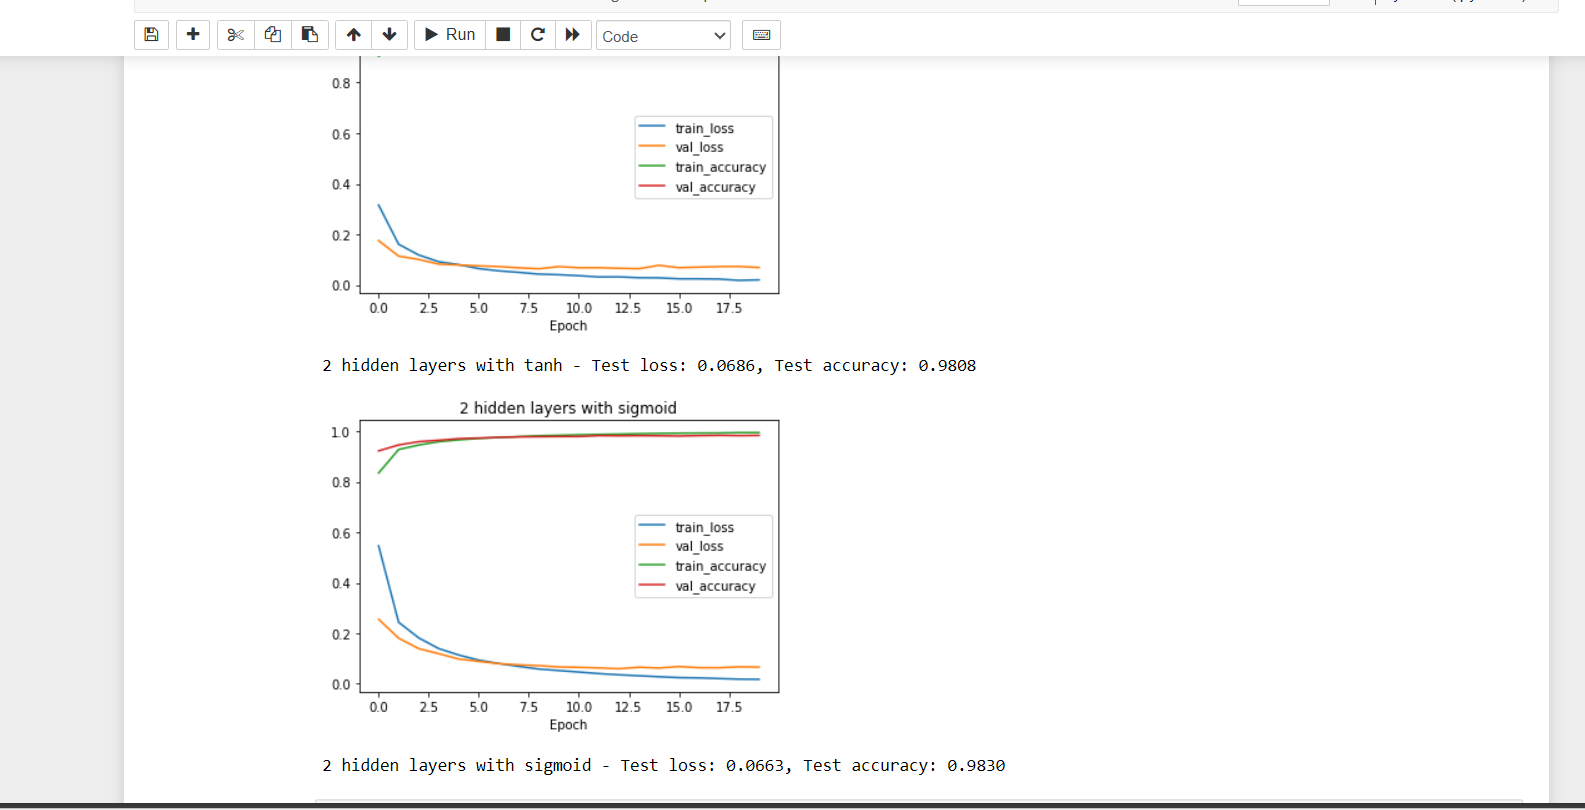 Run
Code
0.8
0.6
0.4
0.2
0.0
train_loss
val_loss
train_accuracy
val_accuracy
0.0 2.5 5.0 7.5 10.0 12.5 15.0 17.5
Epoch
2 hidden layers with tanh - Test loss: 0.0686, Test accuracy: 0.9808
2 hidden layers with sigmoid
1.0
0.8
0.6
0.4
0.2
0.0
train_loss
val_loss
train_accuracy
val_accuracy
0.0 2.5 5.0 7.5 10.0 12.5 15.0 17.5
Epoch
2 hidden layers with sigmoid - Test loss: 0.0663, Test accuracy: 0.9830